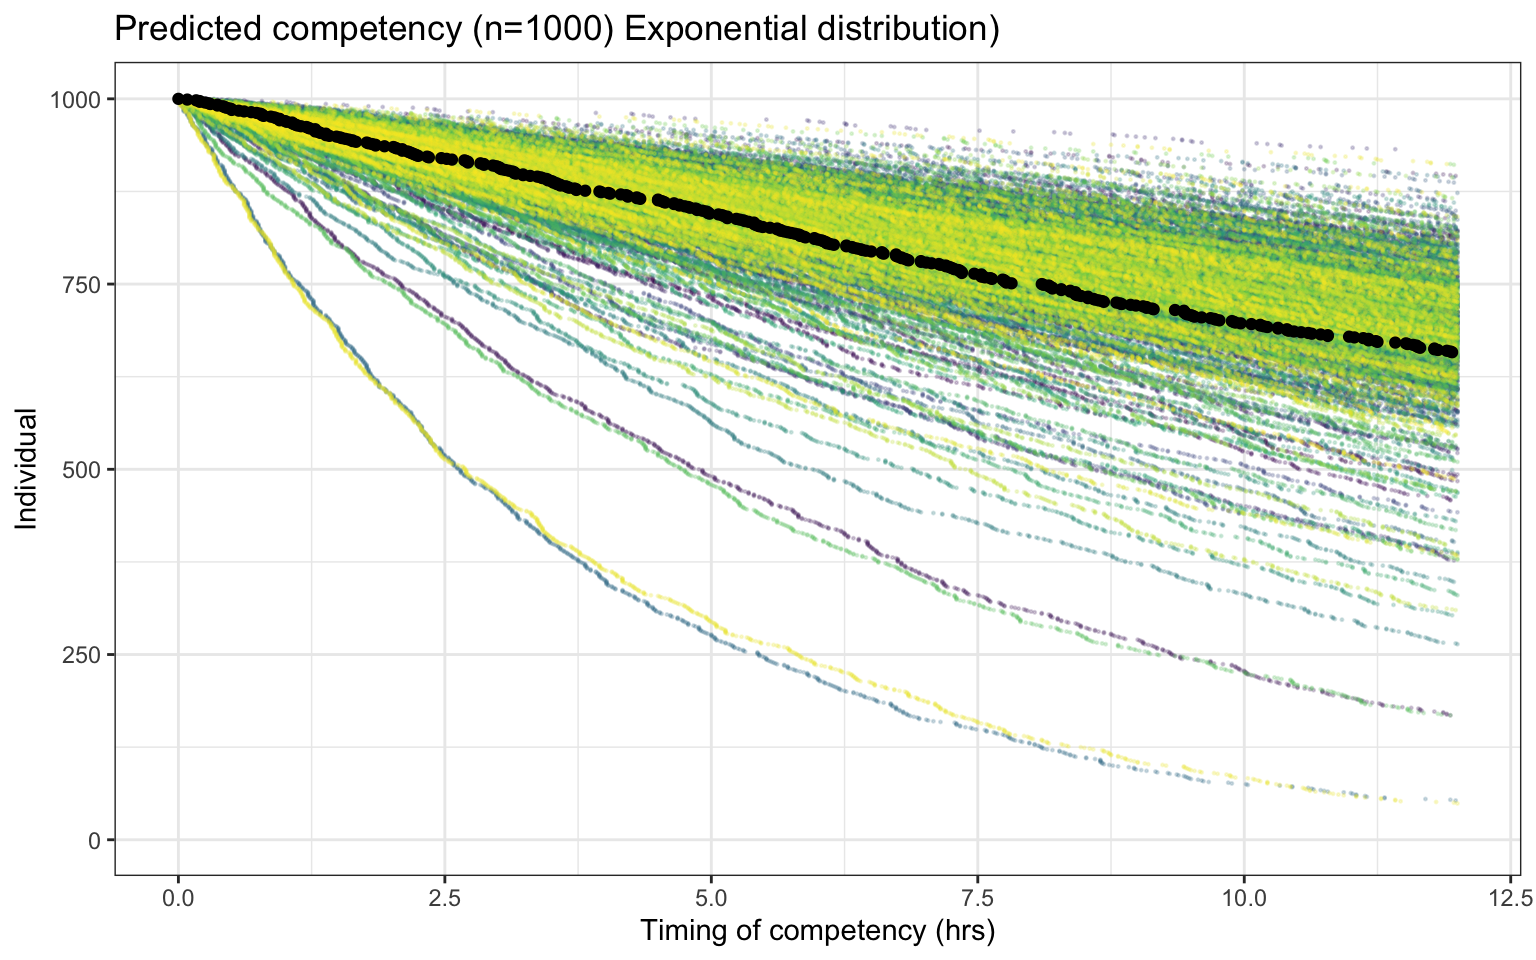 Predicted competency (n=1000) Exponential distribution)
Individual
1000
750
500
250
0
0.0 2.5 5.0 7.5 10.0 12.5
Timing of competency (hrs)